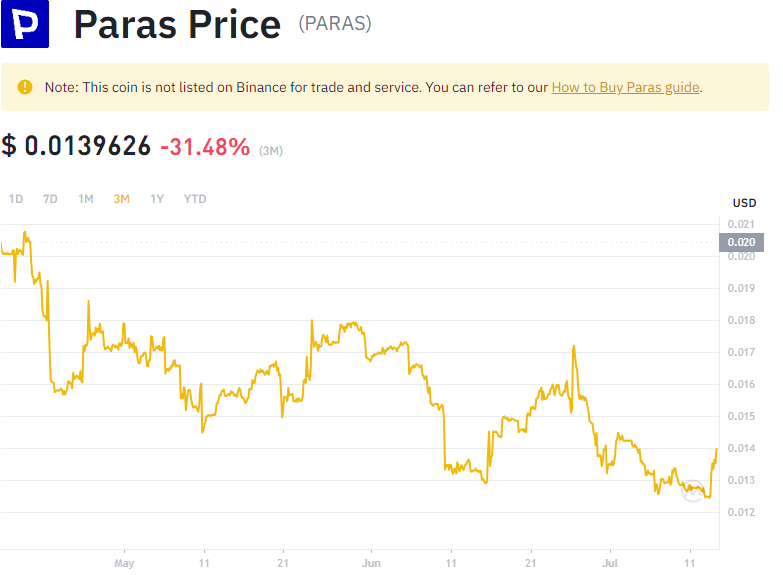 P
Paras Price (PARAS)
Note: This coin is not listed on Binance for trade and service. You can refer to our How to Buy Paras guide.
$ 0.0139626 -31.48% (3M)
1D 7D 1M 3M 1Y YTD
USD
0.021
0.020
0.020
0.019
0.018
0.017
0.016
0.015
0.014
0.013
0.012
May 11 21 Jun 11 21 Jul 11